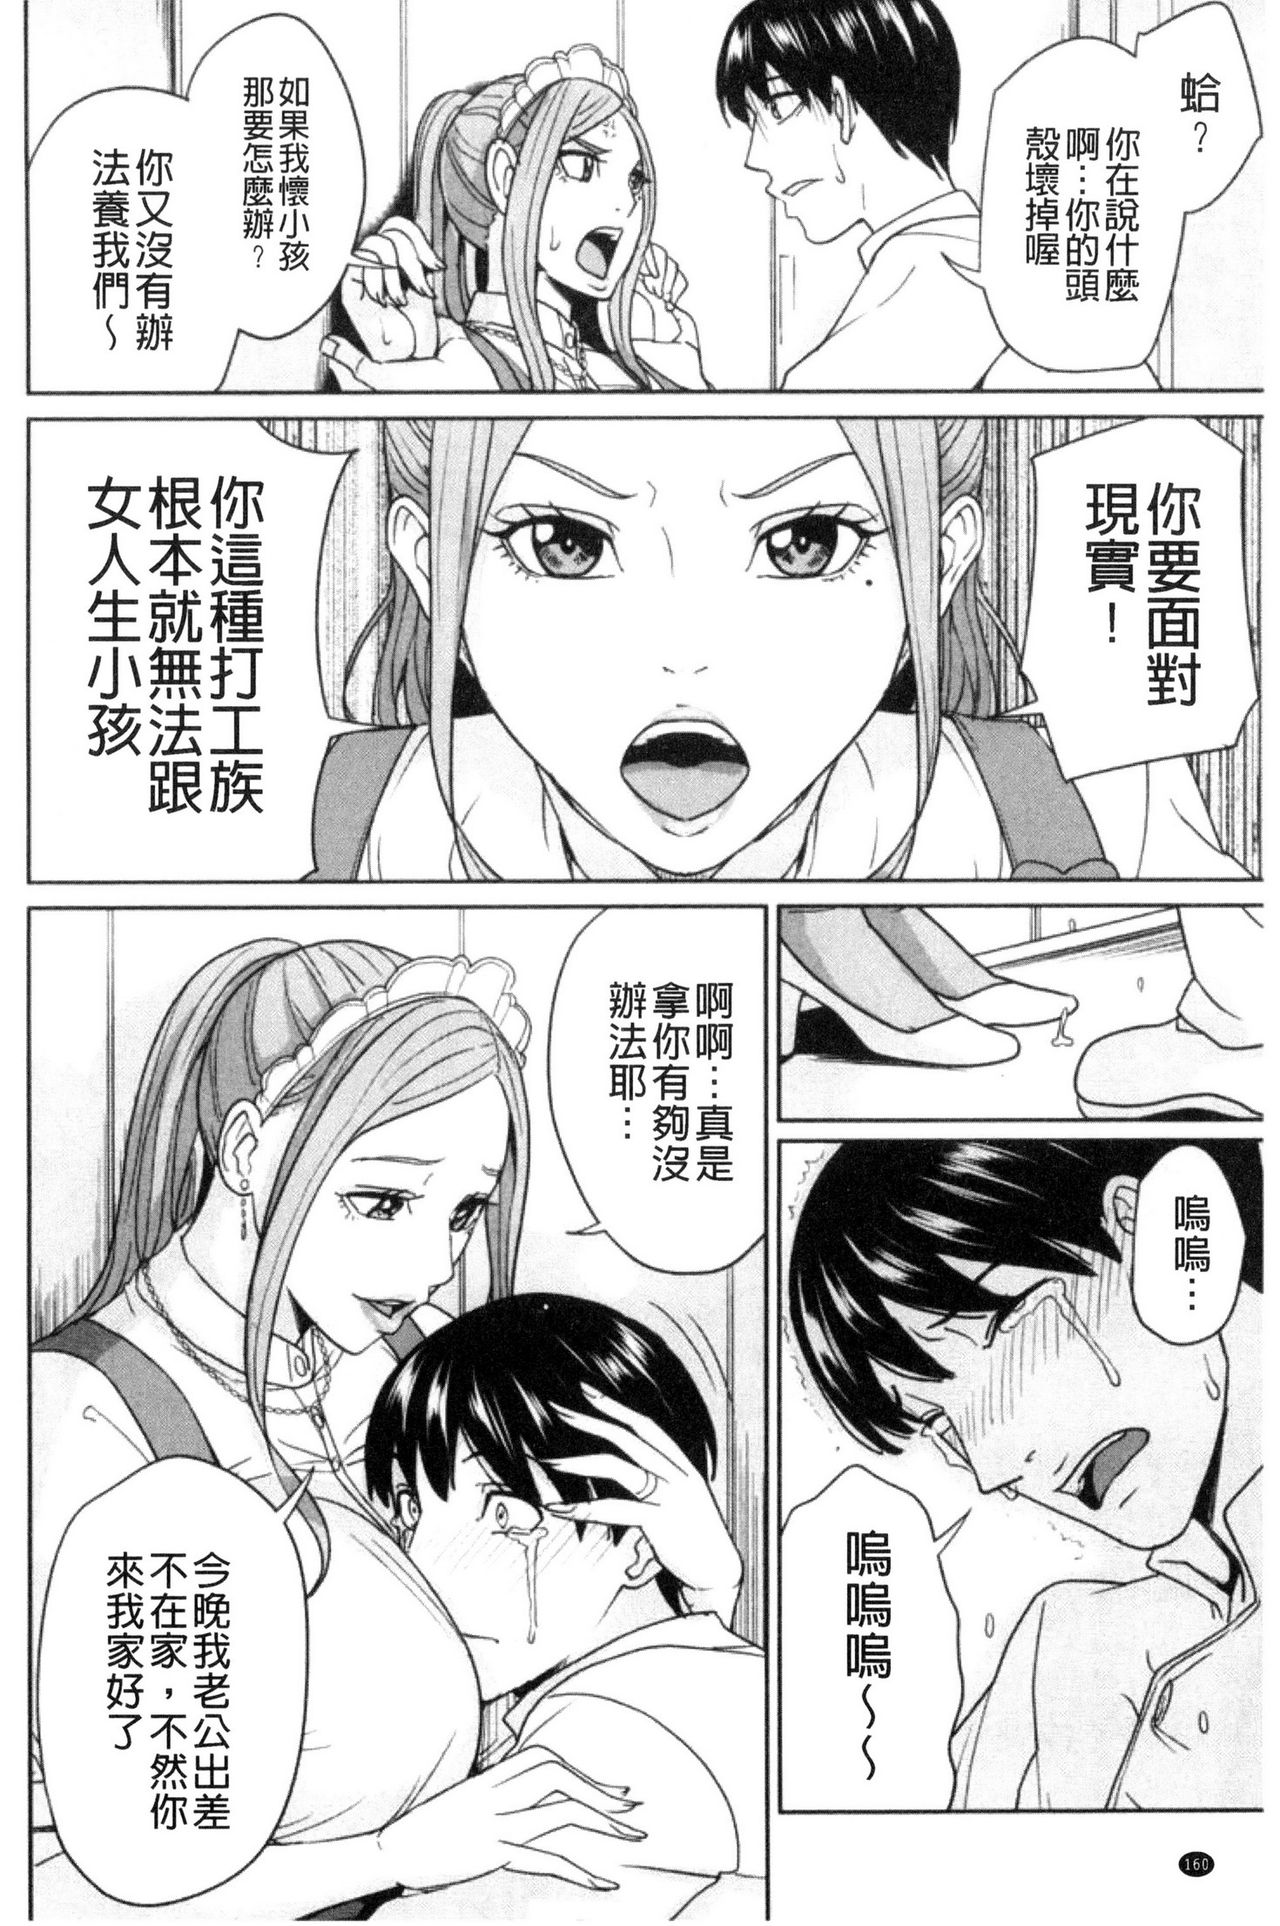 蛤？
你在說什麼
啊…你的頭
殼壞掉喔
如果我懷小孩
那要怎麼辦？
你又沒有辦
法養我們～
你要面對
現實！
你這種打工族
根本就無法跟
女人生小孩
嗚嗚…
嗚嗚嗚～～
啊啊…真是
拿你有夠沒
辦法耶…
今晚我老公出差
不在家，不然你
來我家好了
160